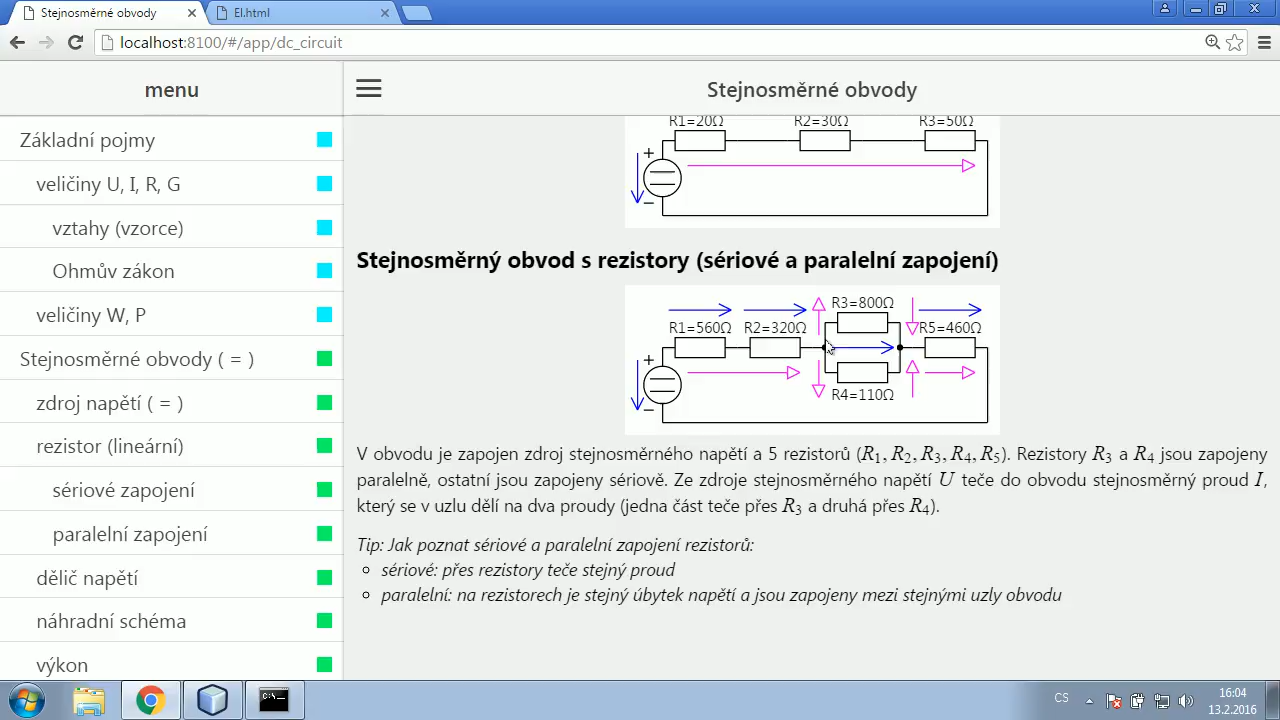 Stejnosměrné obvody
El.html
localhost:8100/#/app/dc_circuit
menu
Stejnosměrné obvody
Základní pojmy
veličiny U, I, R, G
vztahy (vzorce)
Ohmův zákon
veličiny W, P
Stejnosměrné obvody ( = )
zdroj napětí ( = )
rezistor (lineární)
sériové zapojení
paralelní zapojení
dělič napětí
náhradní schéma
výkon
R1=20Ω R2=30Ω R3=50Ω
+
−
Stejnosměrný obvod s rezistory (sériové a paralelní zapojení)
R3=800Ω
R1=560Ω R2=320Ω R5=460Ω
+
−
R4=110Ω
V obvodu je zapojen zdroj stejnosměrného napětí a 5 rezistorů (R₁, R₂, R₃, R₄, R₅). Rezistory R₃ a R₄ jsou zapojeny
paralelně, ostatní jsou zapojeny sériově. Ze zdroje stejnosměrného napětí U teče do obvodu stejnosměrný proud I,
který se v uzlu dělí na dva proudy (jedna část teče přes R₃ a druhá přes R₄).
Tip: Jak poznat sériové a paralelní zapojení rezistorů:
sériové: přes rezistory teče stejný proud
paralelní: na rezistorech je stejný úbytek napětí a jsou zapojeny mezi stejnými uzly obvodu
CS
16:04
13.2.2016